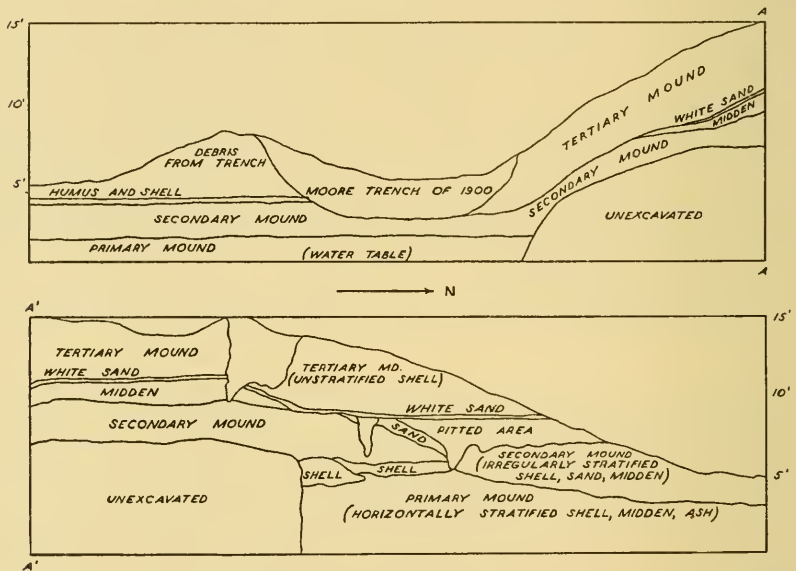 15'
A
10'
5'
TERTIARY MOUND
WHITE SAND
MIDDEN
DEBRIS
FROM TRENCH
SECONDARY MOUND
HUMUS AND SHELL
MOORE TRENCH OF 1900
SECONDARY MOUND
UNEXCAVATED
PRIMARY MOUND
(WATER TABLE)
A
N
A'
15'
TERTIARY MOUND
TERTIARY MD.
(UNSTRATIFIED SHELL)
WHITE SAND
MIDDEN
10'
WHITE SAND
SECONDARY MOUND
SAND
PITTED AREA
SECONDARY MOUND
(IRREGULARLY STRATIFIED
SHELL, SAND, MIDDEN)
SHELL
SHELL
5'
UNEXCAVATED
PRIMARY MOUND
(HORIZONTALLY STRATIFIED SHELL, MIDDEN, ASH)
A'